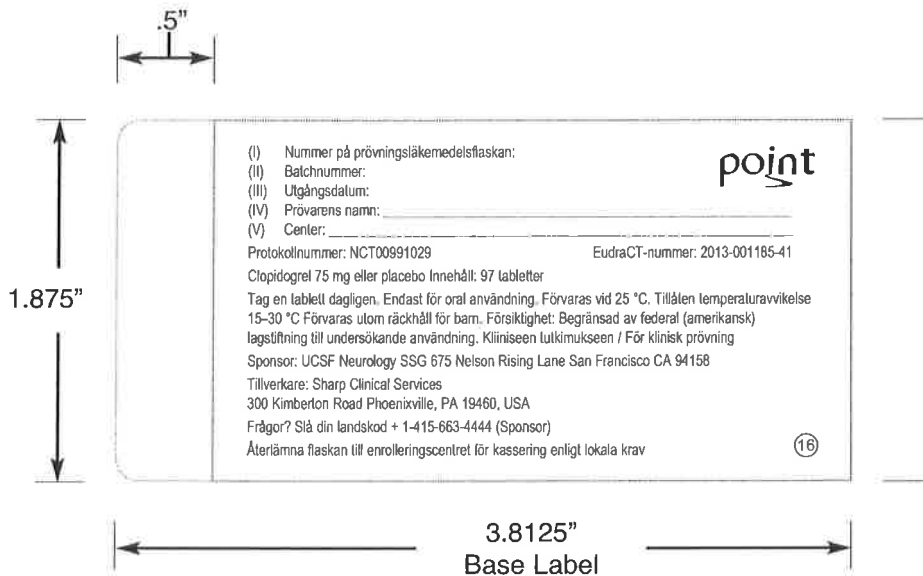 .5”
point
(I) Nummer på prövningsläkemedelsflaskan:
(II) Batchnummer:
(III) Utgångsdatum:
(IV) Prövarens namn:
(V) Center:
Protokollnummer: NCT00991029 EudraCT-nummer: 2013-001185-41
Clopidogrel 75 mg eller placebo Innehåll: 97 tabletter
Tag en tablett dagligen. Endast för oral användning. Förvaras vid 25 °C. Tillåten temperaturavvikelse
15–30 °C Förvaras utom räckhåll för barn. Försiktighet: Begränsad av federal (amerikansk)
lagstiftning till undersökande användning. Kliiniseen tutkimukseen / För klinisk prövning
Sponsor: UCSF Neurology SSG 675 Nelson Rising Lane San Francisco CA 94158
Tillverkare: Sharp Clinical Services
300 Kimberton Road Phoenixville, PA 19460, USA
Frågor? Slå din landskod + 1-415-663-4444 (Sponsor)
Återlämna flaskan till enrolleringscentret för kassering enligt lokala krav
16
1.875”
3.8125”
Base Label